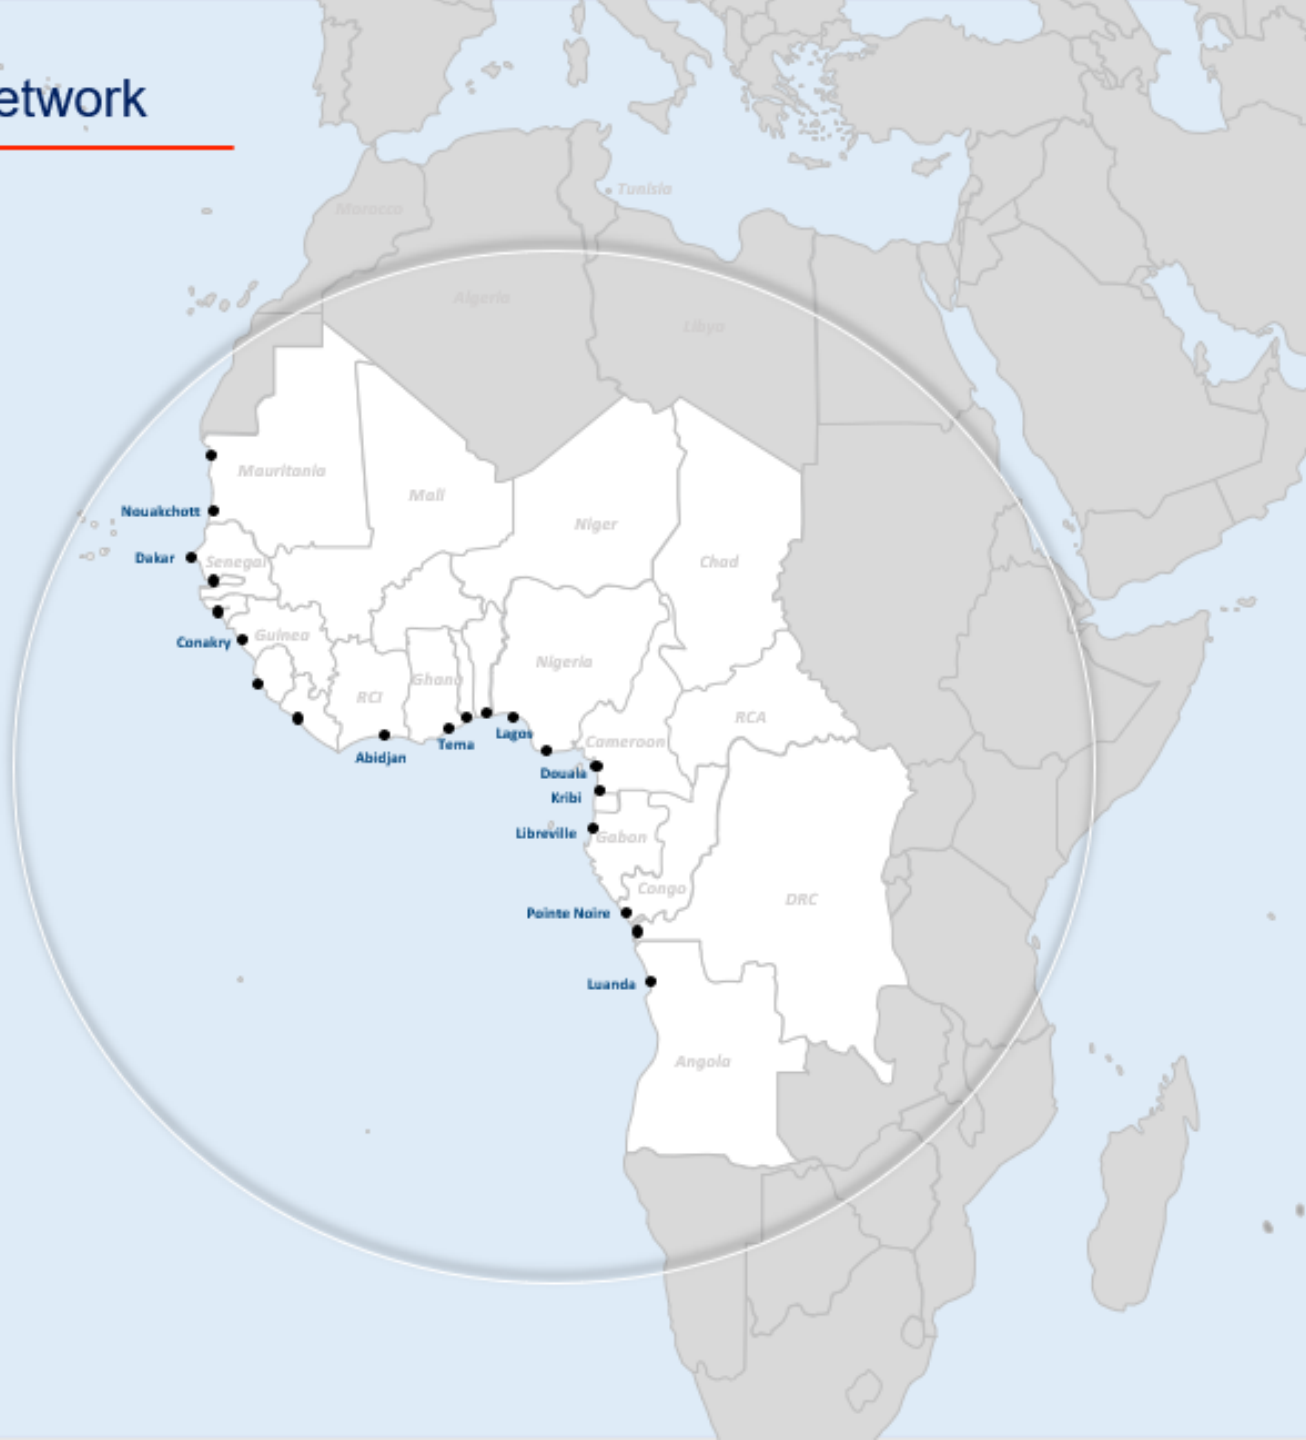 etwork
Tunisia
Morocco
Algeria
Libya
Mauritania
Mali
Nouakchott
Niger
Dakar
Senegal
Chad
Conakry
Guinea
Nigeria
Ghana
RCI
RCA
Lagos
Tema
Cameroon
Abidjan
Douala
Kribi
Libreville
Gabon
Congo
DRC
Pointe Noire
Luanda
Angola